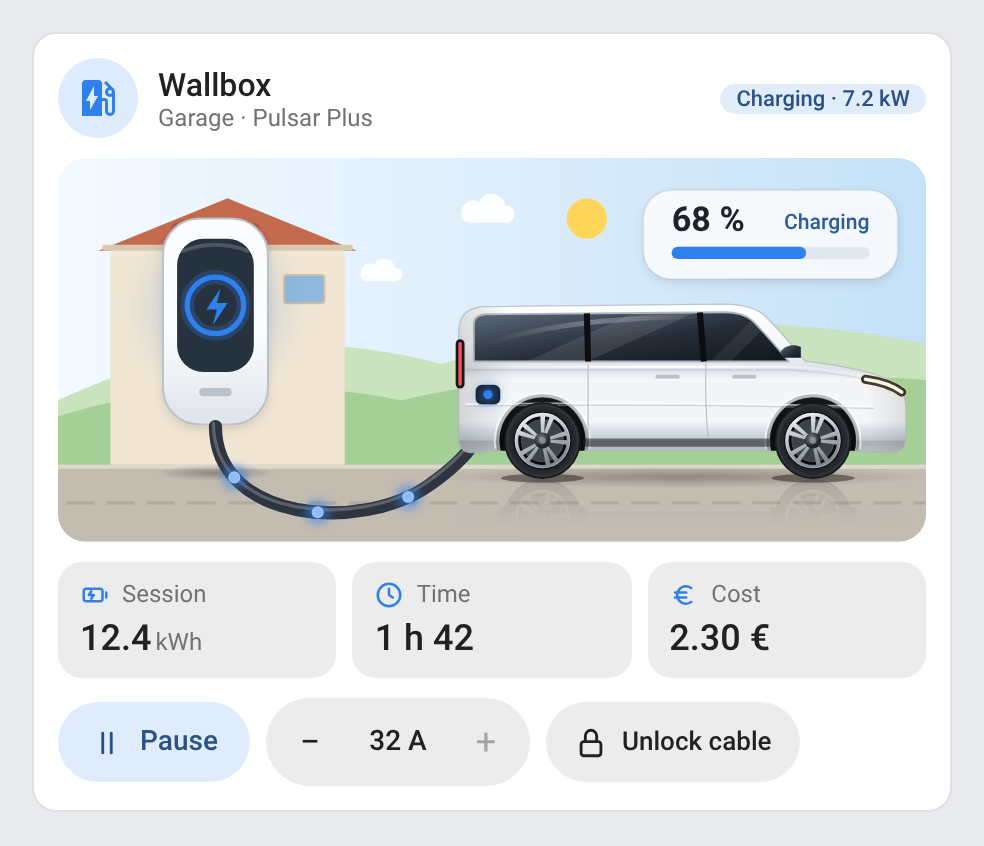 Wallbox
Garage · Pulsar Plus
Charging · 7.2 kW
68 %
Charging
Session
12.4 kWh
Time
1 h 42
Cost
2.30 €
Pause
− 32 A +
Unlock cable